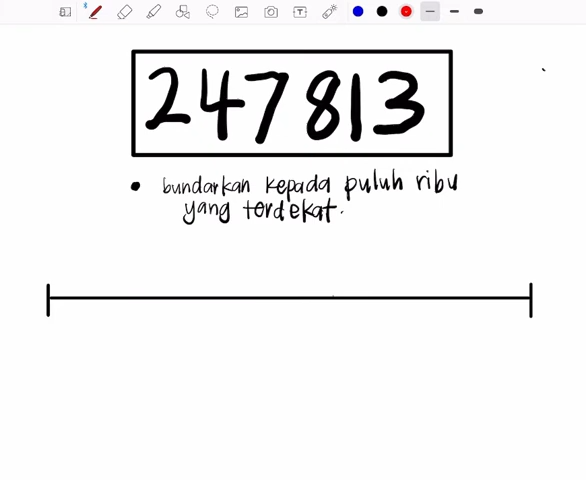 247813
• bundarkan kepada puluh ribu
yang terdekat.